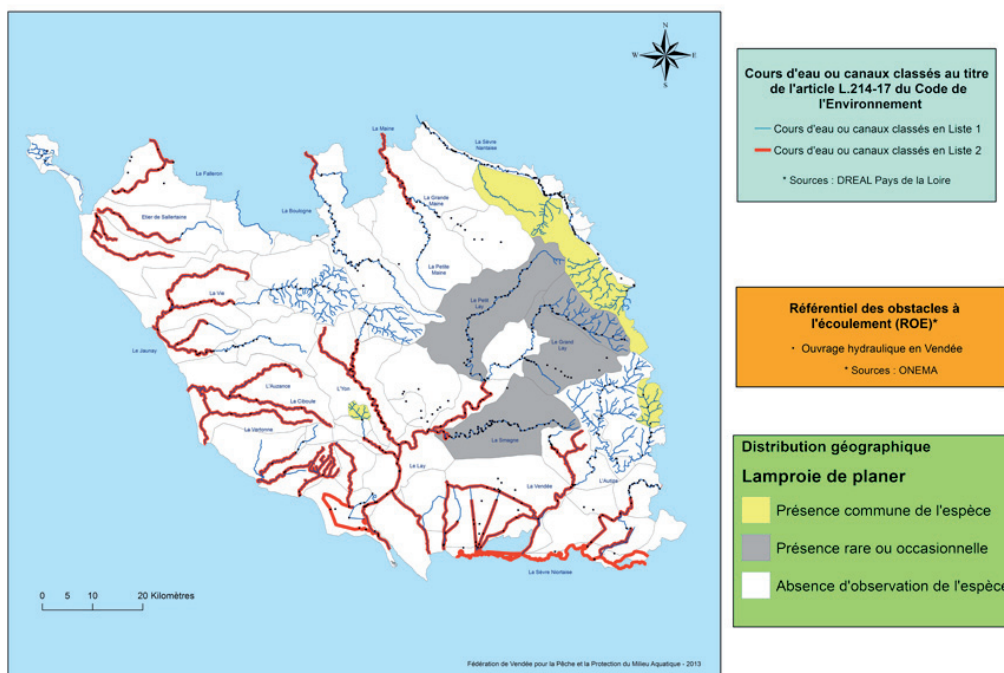 N
W
E
S
La Maine
La Sèvre
Nantaise
Le Falleron
La Boulogne
La Grande
Maine
Etier de Sallertaine
La Petite
Maine
La Vie
Le Petit
Lay
Le Jaunay
Le Grand
Lay
L'Auzance
L'Yon
La Ciboule
La Vertonne
La Smagne
Le Lay
La Vendée
L'Autize
La Sèvre Niortaise
0 5 10 20 Kilomètres
Fédération de Vendée pour la Pêche et la Protection du Milieu Aquatique - 2013
Cours d'eau ou canaux classés au titre
de l'article L.214-17 du Code de
l'Environnement
Cours d'eau ou canaux classés en Liste 1
Cours d'eau ou canaux classés en Liste 2
* Sources : DREAL Pays de la Loire
Référentiel des obstacles à
l'écoulement (ROE)*
Ouvrage hydraulique en Vendée
* Sources : ONEMA
Distribution géographique
Lamproie de planer
Présence commune de l'espèce
Présence rare ou occasionnelle
Absence d'observation de l'espèce